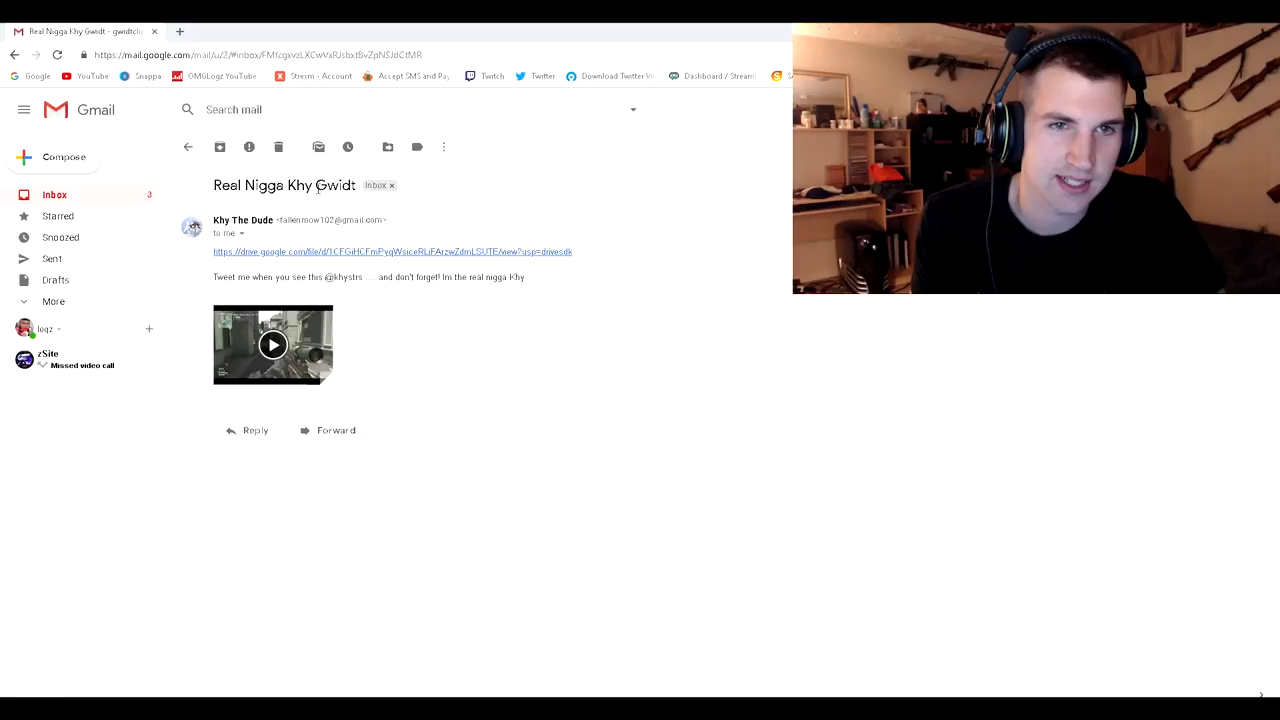 Real Nigga Khy Gwidt - gwidtcli
https://mail.google.com/mail/u/2/#inbox/FMfcgxvzLXCwVxRJsbxtBvZpNSJdCtMR
Google YouTube Snappa OMGLogz YouTube Strexm - Account Accept SMS and Pay Twitch Twitter Download Twitter Vi Dashboard / Stream
Gmail
Search mail
Compose
Real Nigga Khy Gwidt Inbox x
Inbox 3
Starred
Khy The Dude <fallenmow102@gmail.com>
to me
Snoozed
https://drive.google.com/file/d/1CFGiHCFmPyqWsiceRLiFArzwZdmLSUTE/view?usp=drivesdk
Sent
Tweet me when you see this @khystrs .... and don't forget! Im the real nigga Khy
Drafts
More
loqz
zSite
Missed video call
Reply Forward